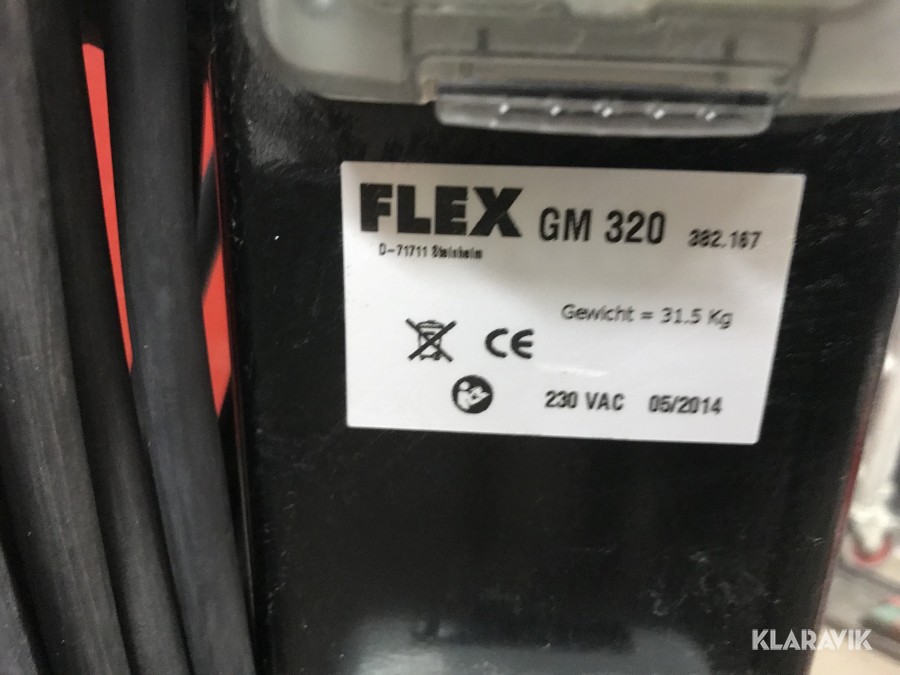 FLEX GM 320 382.167
D-71711 Steinheim
Gewicht = 31.5 Kg
CE
230 VAC 05/2014
KLARAVIK